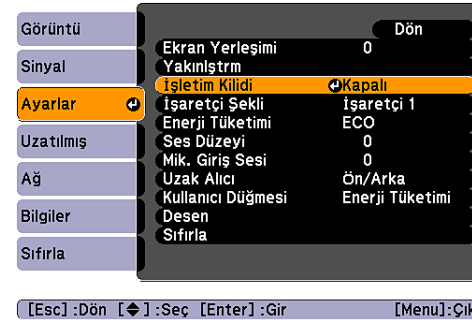 Görüntü
Sinyal
Ayarlar
Uzatılmış
Ağ
Bilgiler
Sıfırla
Dön
Ekran Yerleşimi 0
Yakınlştrm
İşletim Kilidi Kapalı
İşaretçi Şekli İşaretçi 1
Enerji Tüketimi ECO
Ses Düzeyi 0
Mik. Giriş Sesi 0
Uzak Alıcı Ön/Arka
Kullanıcı Düğmesi Enerji Tüketimi
Desen
Sıfırla
[Esc] :Dön [◆] :Seç [Enter] :Gir [Menu] :Çık